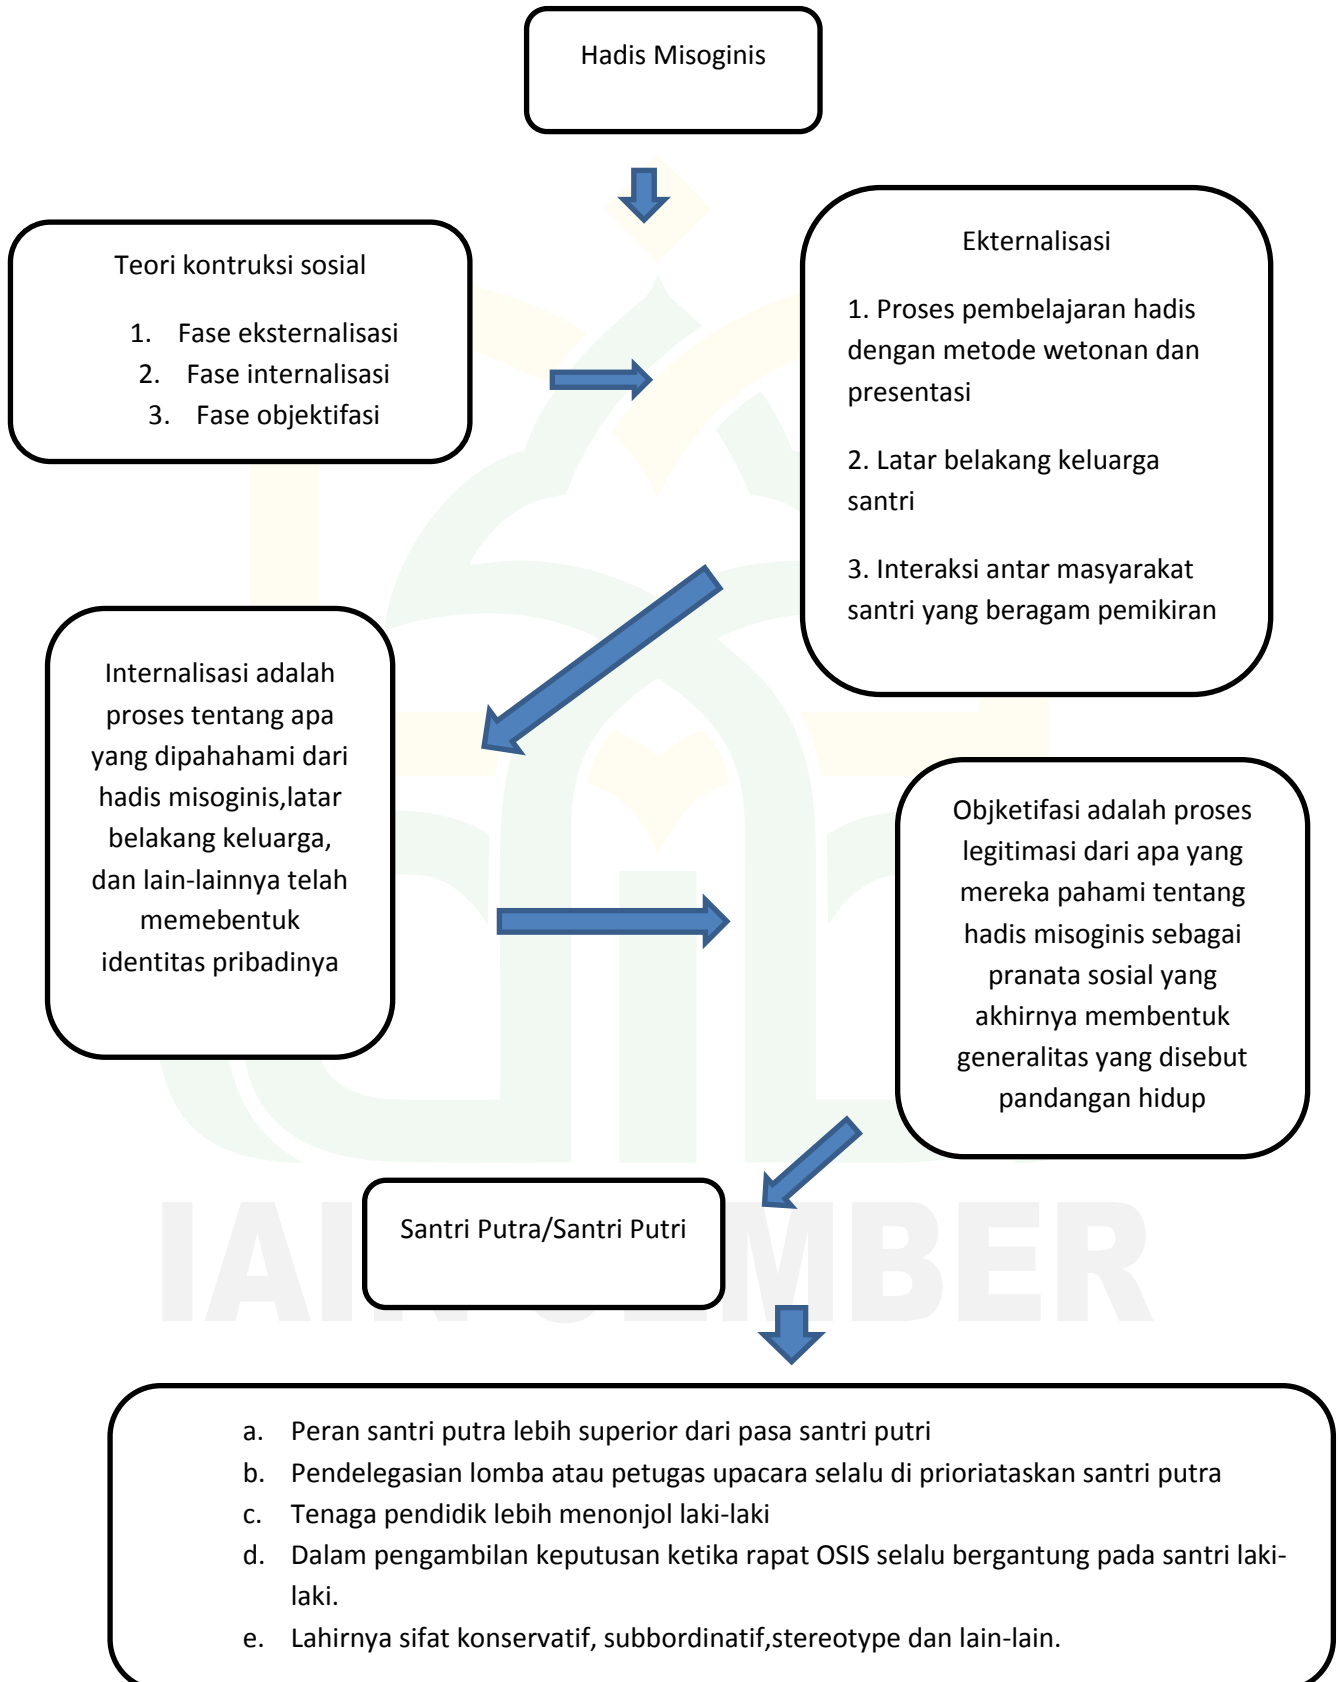 Hadis Misoginis
Teori kontruksi sosial
1. Fase eksternalisasi
2. Fase internalisasi
3. Fase objektifasi
Ekternalisasi
1. Proses pembelajaran hadis
dengan metode wetonan dan
presentasi
2. Latar belakang keluarga
santri
3. Interaksi antar masyarakat
santri yang beragam pemikiran
Internalisasi adalah
proses tentang apa
yang dipahahami dari
hadis misoginis,latar
belakang keluarga,
dan lain-lainnya telah
memebentuk
identitas pribadinya
Objketifasi adalah proses
legitimasi dari apa yang
mereka pahami tentang
hadis misoginis sebagai
pranata sosial yang
akhirnya membentuk
generalitas yang disebut
pandangan hidup
Santri Putra/Santri Putri
IAIN JEMBER
a. Peran santri putra lebih superior dari pasa santri putri
b. Pendelegasian lomba atau petugas upacara selalu di prioriataskan santri putra
c. Tenaga pendidik lebih menonjol laki-laki
d. Dalam pengambilan keputusan ketika rapat OSIS selalu bergantung pada santri laki-
laki.
e. Lahirnya sifat konservatif, subbordinatif,stereotype dan lain-lain.